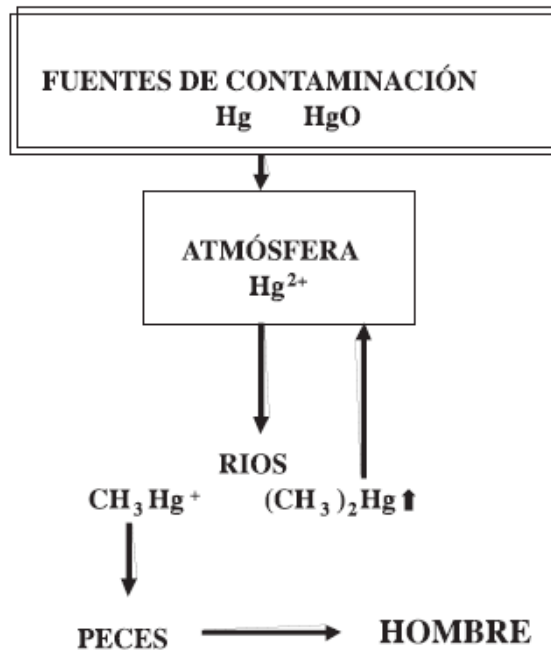 FUENTES DE CONTAMINACIÓN
Hg HgO
ATMÓSFERA
Hg²⁺
RIOS
CH₃Hg⁺ (CH₃)₂Hg⬆
PECES HOMBRE